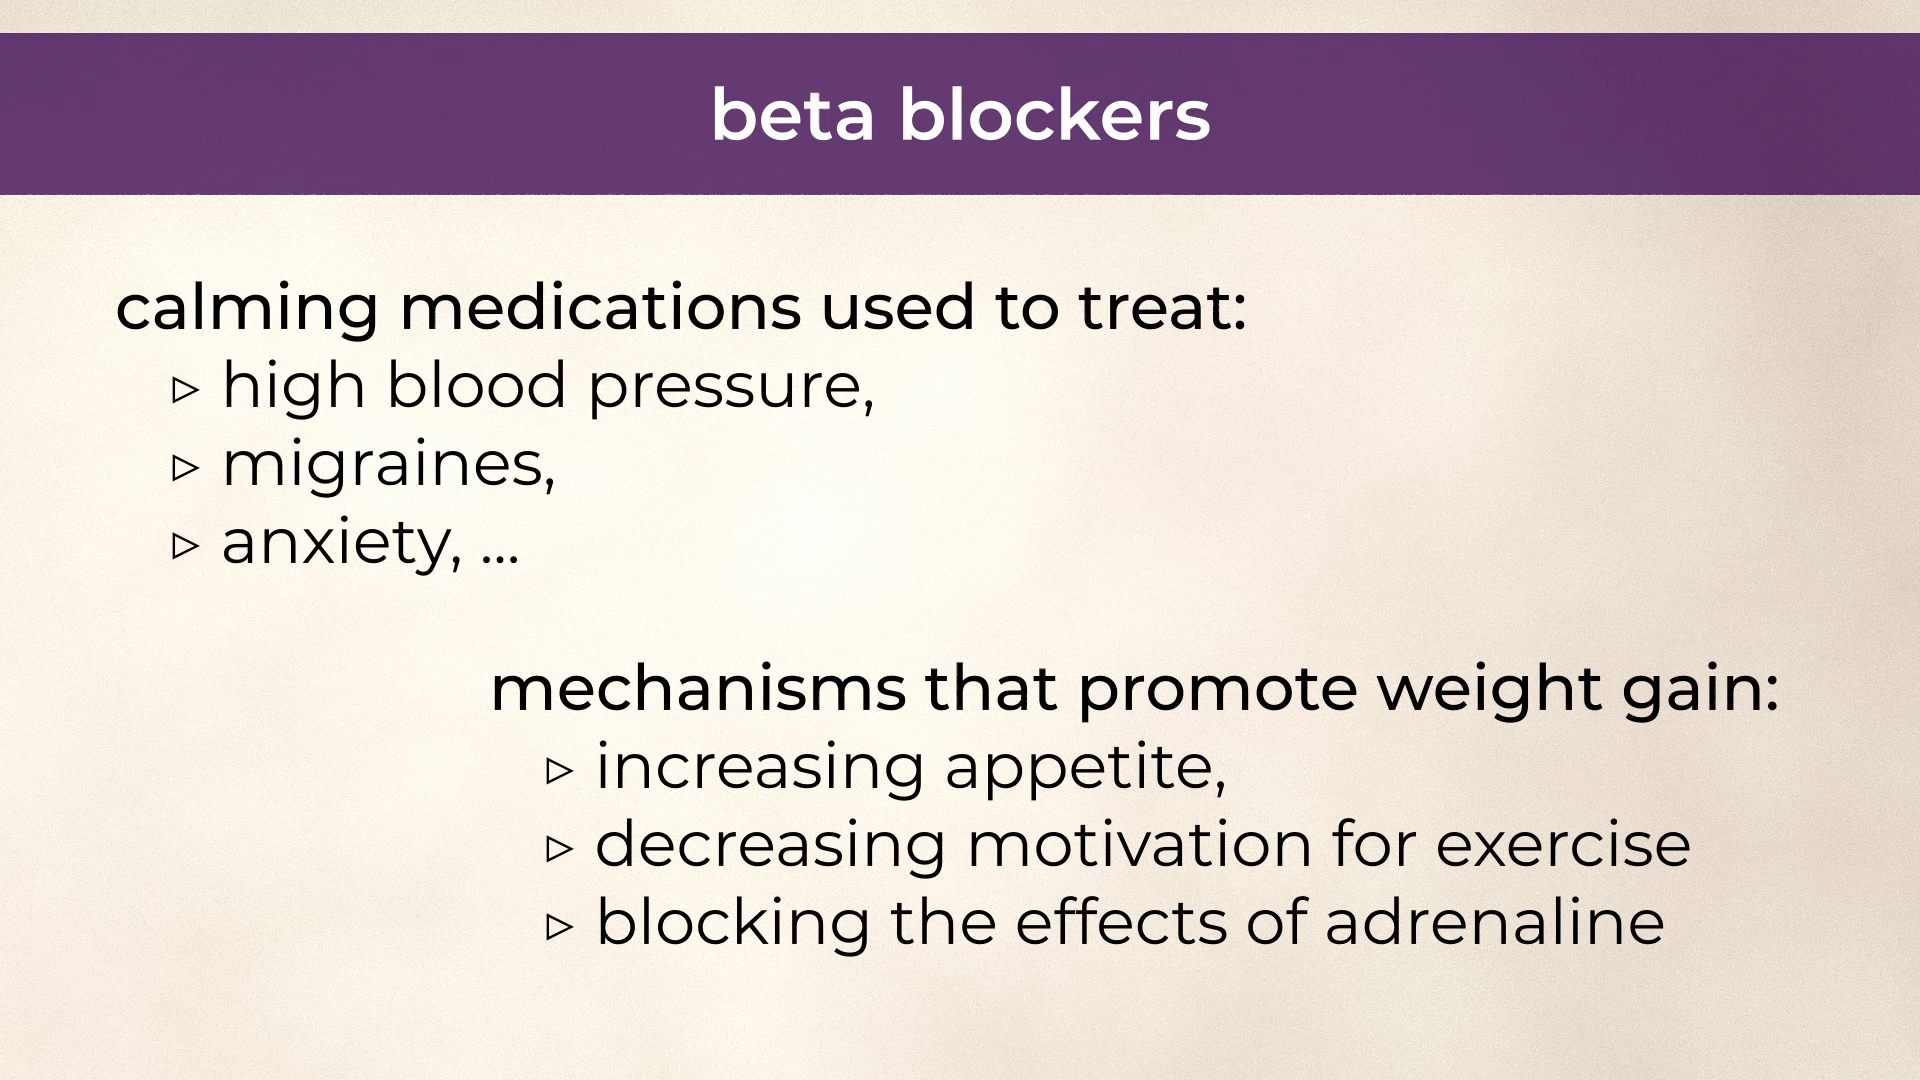 beta blockers
calming medications used to treat:
▹ high blood pressure,
▹ migraines,
▹ anxiety, ...
mechanisms that promote weight gain:
▹ increasing appetite,
▹ decreasing motivation for exercise
▹ blocking the effects of adrenaline